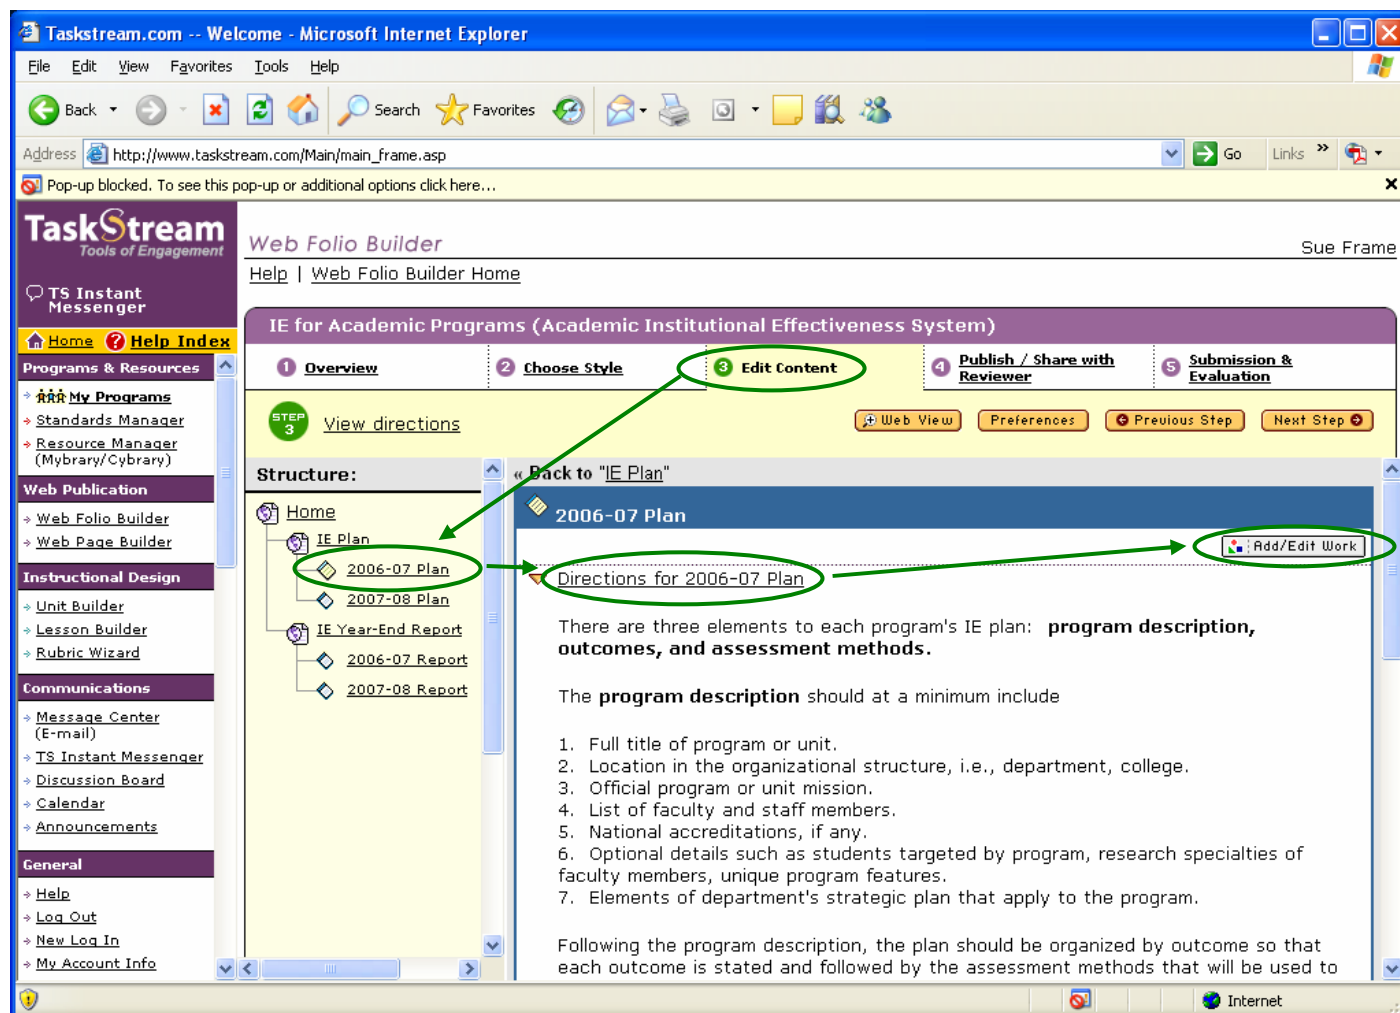 Taskstream.com -- Welcome - Microsoft Internet Explorer
File Edit View Favorites Tools Help
Back Search Favorites
Address http://www.taskstream.com/Main/main_frame.asp Go Links »
Pop-up blocked. To see this pop-up or additional options click here...
TaskStream
Tools of Engagement
TS Instant
Messenger
Home Help Index
Programs & Resources
My Programs
Standards Manager
Resource Manager
(Mybrary/Cybrary)
Web Publication
Web Folio Builder
Web Page Builder
Instructional Design
Unit Builder
Lesson Builder
Rubric Wizard
Communications
Message Center
(E-mail)
TS Instant Messenger
Discussion Board
Calendar
Announcements
General
Help
Log Out
New Log In
My Account Info
Web Folio Builder
Sue Frame
Help | Web Folio Builder Home
IE for Academic Programs (Academic Institutional Effectiveness System)
1 Overview
2 Choose Style
3 Edit Content
4 Publish / Share with
Reviewer
5 Submission &
Evaluation
STEP
3
View directions
Web View Preferences Previous Step Next Step
Structure:
Home
IE Plan
2006-07 Plan
2007-08 Plan
IE Year-End Report
2006-07 Report
2007-08 Report
« Back to "IE Plan"
2006-07 Plan
Add/Edit Work
Directions for 2006-07 Plan
There are three elements to each program's IE plan: program description,
outcomes, and assessment methods.
The program description should at a minimum include
1. Full title of program or unit.
2. Location in the organizational structure, i.e., department, college.
3. Official program or unit mission.
4. List of faculty and staff members.
5. National accreditations, if any.
6. Optional details such as students targeted by program, research specialties of
faculty members, unique program features.
7. Elements of department's strategic plan that apply to the program.
Following the program description, the plan should be organized by outcome so that
each outcome is stated and followed by the assessment methods that will be used to
Internet